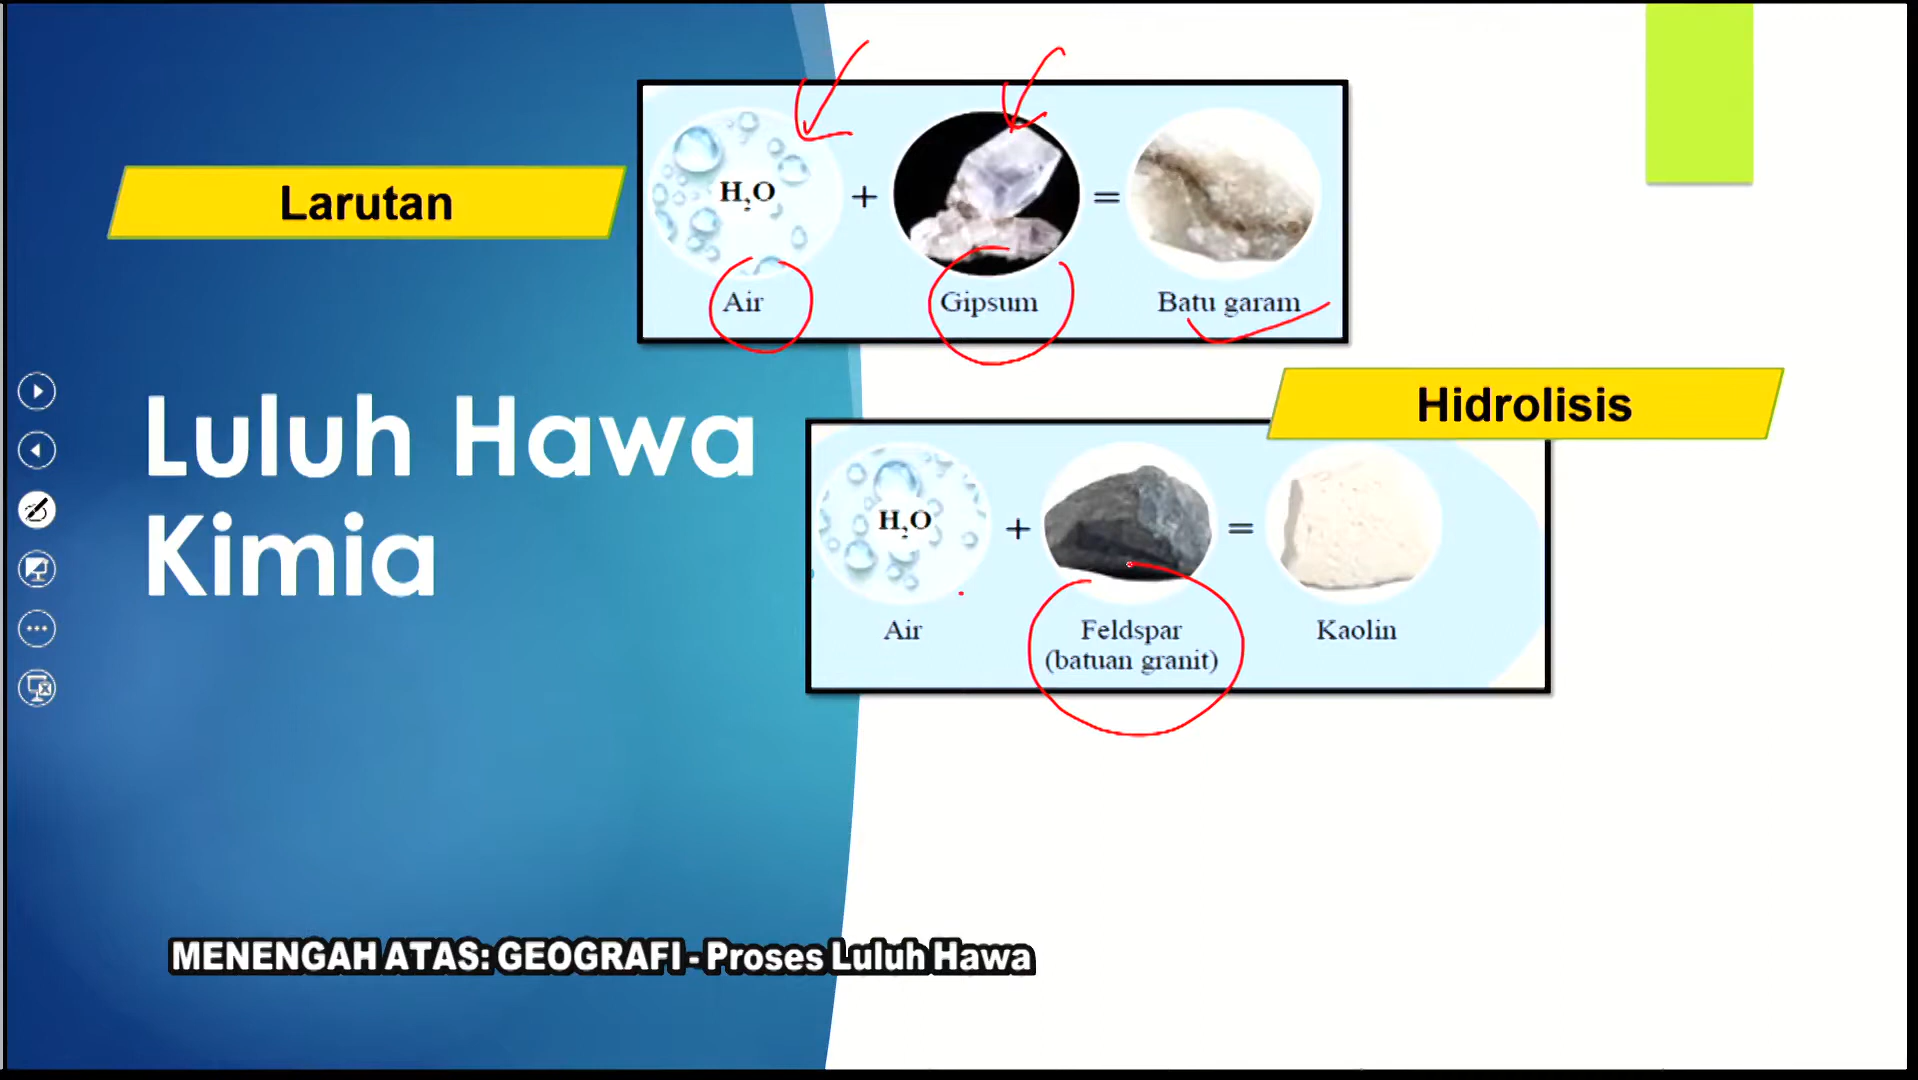 Larutan
H₂O
+
=
Air
Gipsum
Batu garam
Luluh Hawa
Kimia
Hidrolisis
H₂O
+
=
Air
Feldspar
(batuan granit)
Kaolin
MENENGAH ATAS: GEOGRAFI - Proses Luluh Hawa